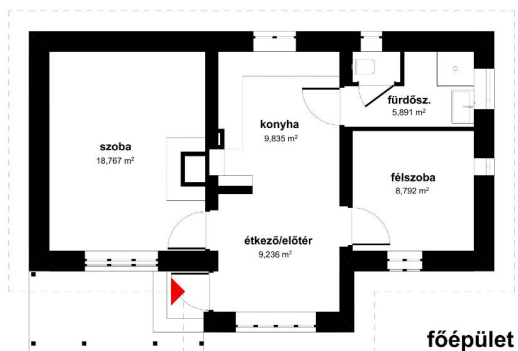 fürdősz.
5,891 m²
konyha
9,835 m²
szoba
18,767 m²
félszoba
8,792 m²
étkező/előtér
9,236 m²
főépület